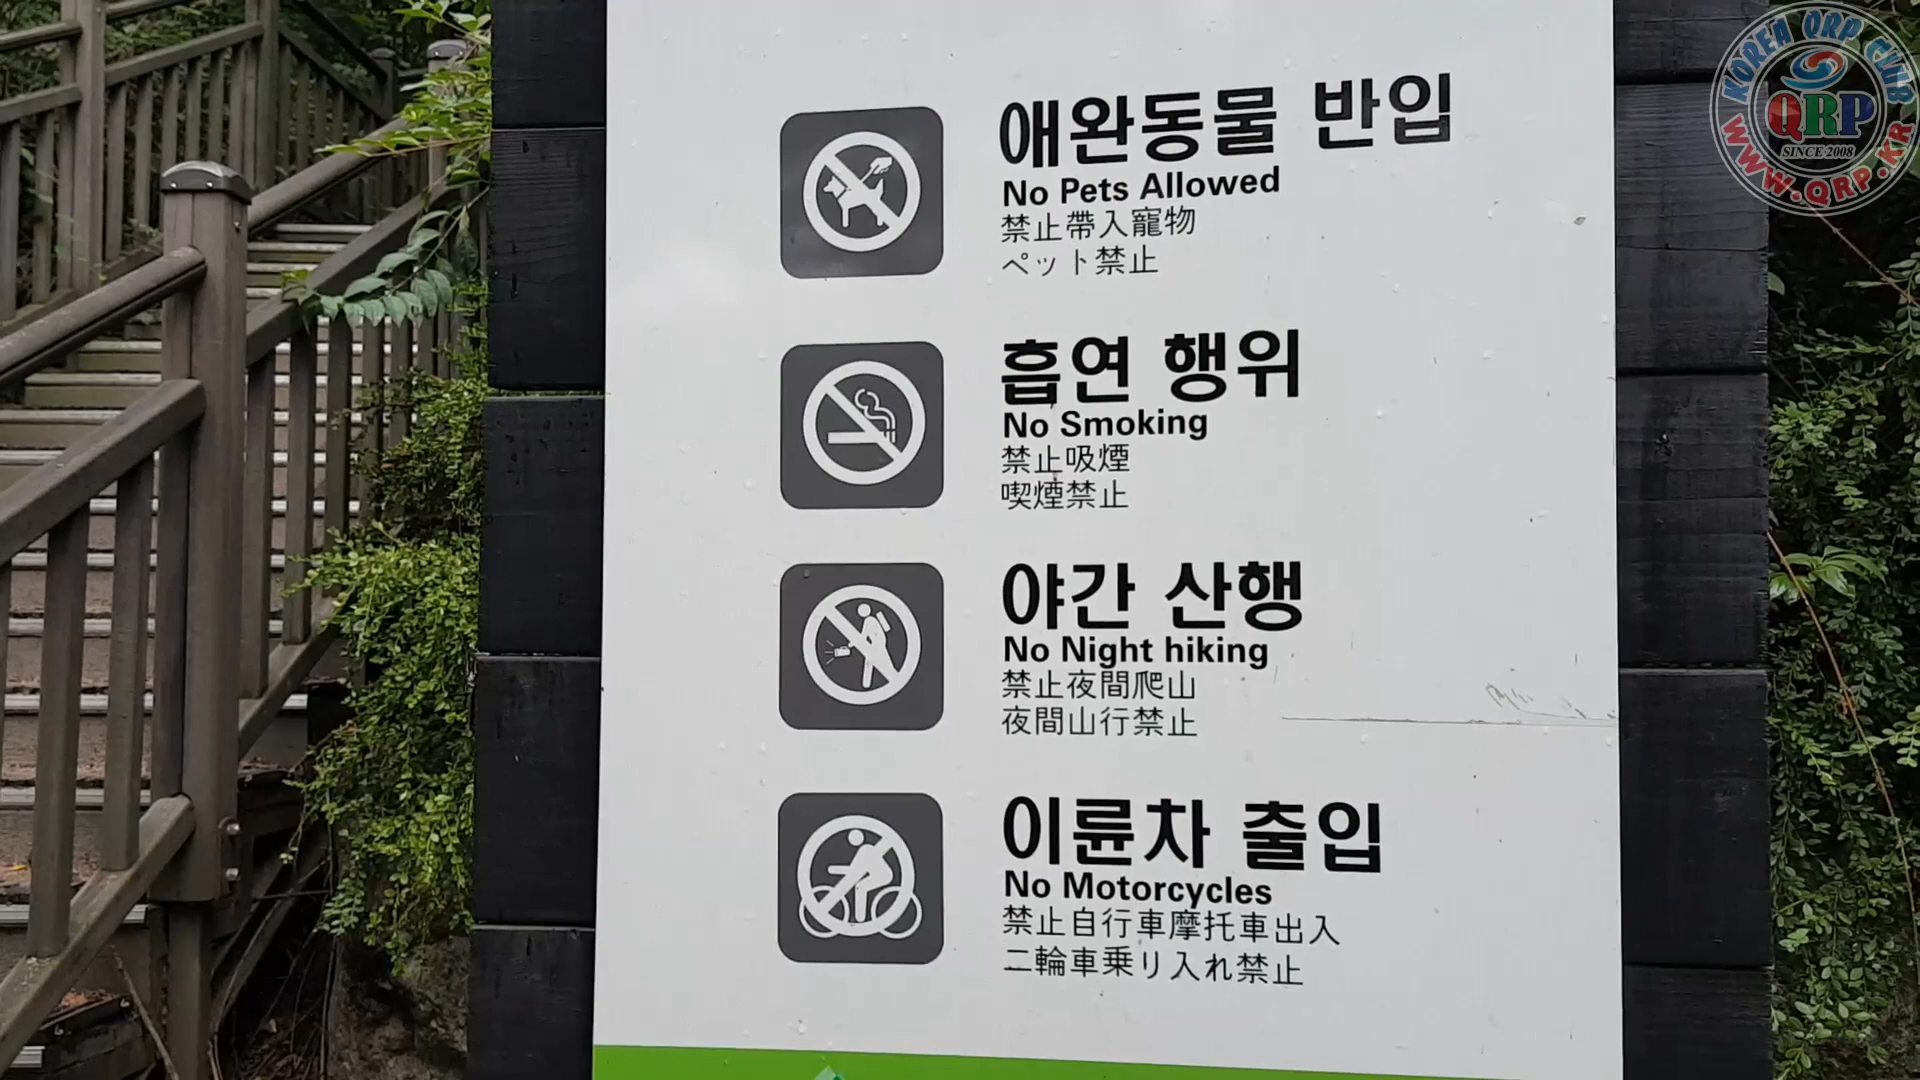 애완동물 반입
No Pets Allowed
禁止帶入寵物
ペット禁止
흡연 행위
No Smoking
禁止吸煙
喫煙禁止
야간 산행
No Night hiking
禁止夜間爬山
夜間山行禁止
이륜차 출입
No Motorcycles
禁止自行車摩托車出入
二輪車乗り入れ禁止
KOREA QRP CLUB
QRP
SINCE 2008
WWW.QRP.KR